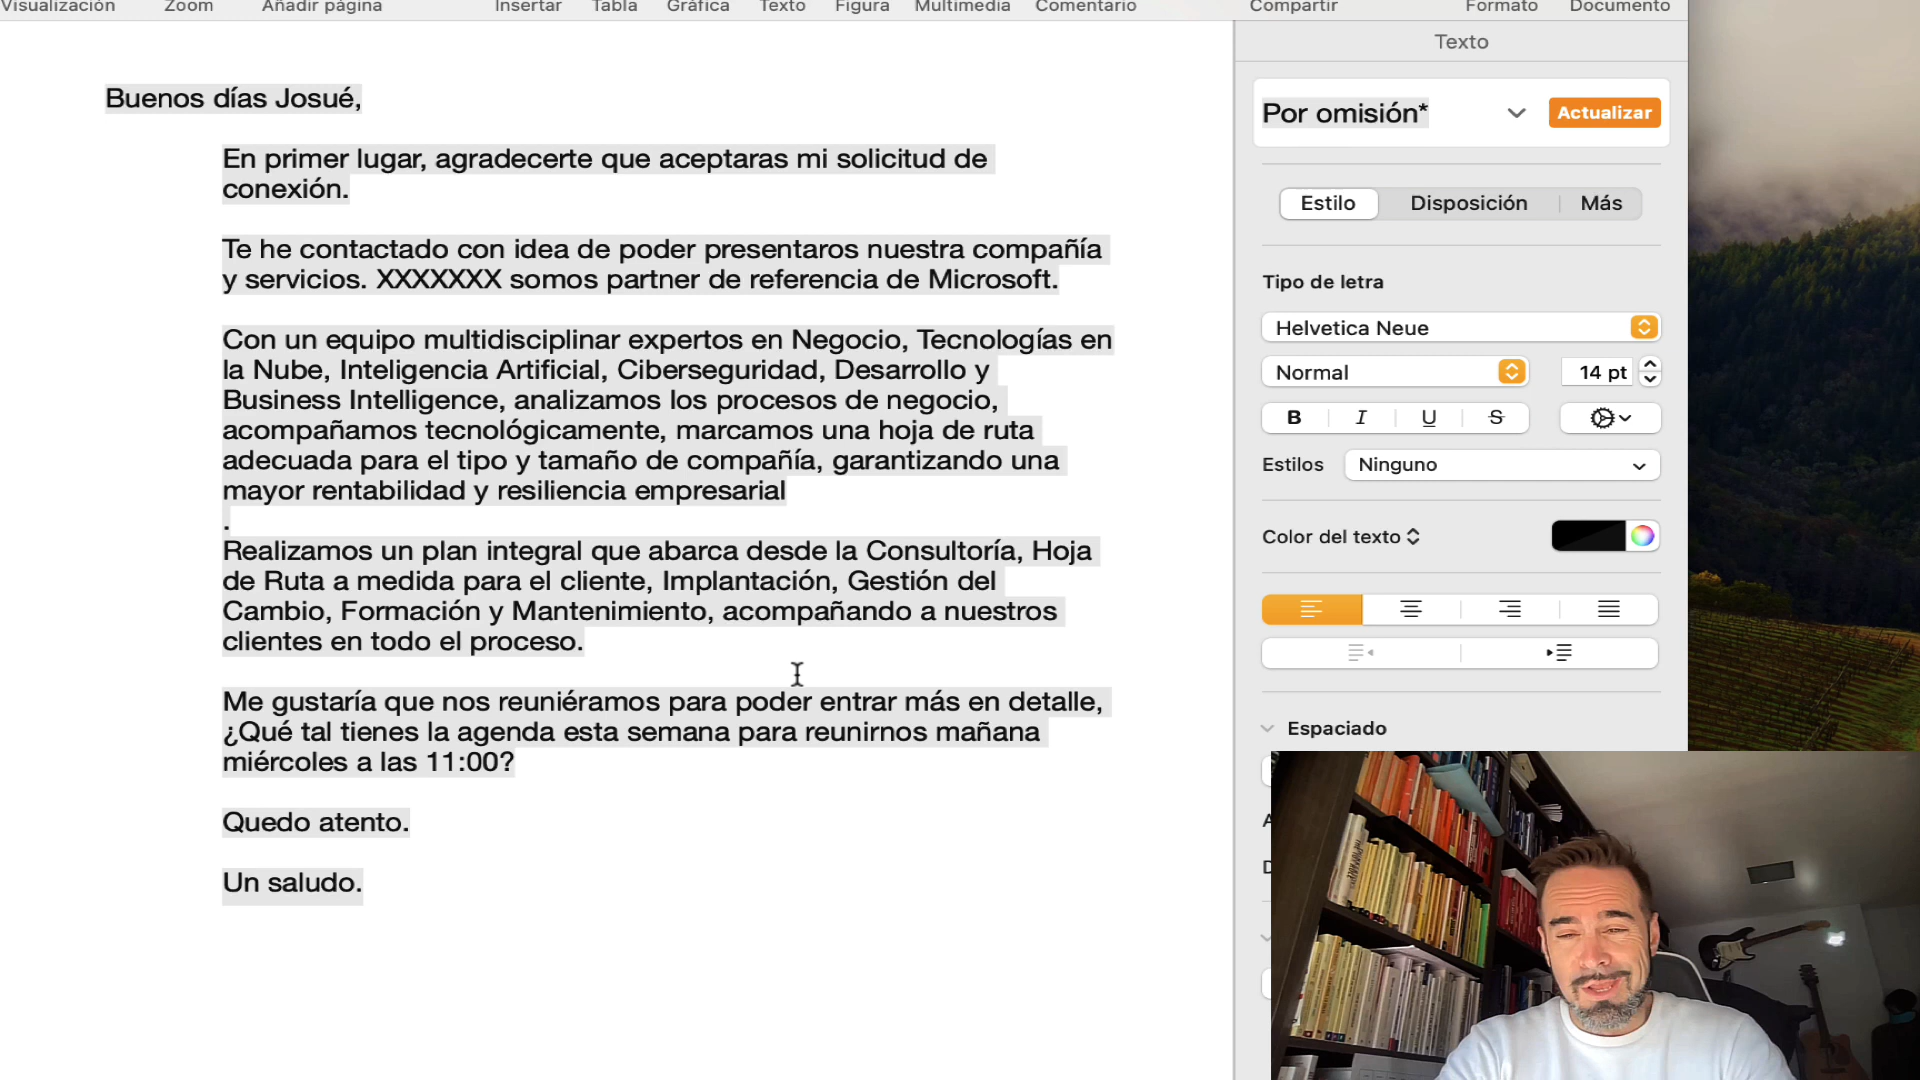 Visualización Zoom Añadir página Insertar Tabla Gráfica Texto Figura Multimedia Comentario Compartir Formato Documento
Texto
Buenos días Josué,
En primer lugar, agradecerte que aceptaras mi solicitud de
conexión.
Te he contactado con idea de poder presentaros nuestra compañía
y servicios. XXXXXXX somos partner de referencia de Microsoft.
Con un equipo multidisciplinar expertos en Negocio, Tecnologías en
la Nube, Inteligencia Artificial, Ciberseguridad, Desarrollo y
Business Intelligence, analizamos los procesos de negocio,
acompañamos tecnológicamente, marcamos una hoja de ruta
adecuada para el tipo y tamaño de compañía, garantizando una
mayor rentabilidad y resiliencia empresarial
.
Realizamos un plan integral que abarca desde la Consultoría, Hoja
de Ruta a medida para el cliente, Implantación, Gestión del
Cambio, Formación y Mantenimiento, acompañando a nuestros
clientes en todo el proceso.
Me gustaría que nos reuniéramos para poder entrar más en detalle,
¿Qué tal tienes la agenda esta semana para reunirnos mañana
miércoles a las 11:00?
Quedo atento.
Un saludo.
Por omisión*
Actualizar
Estilo Disposición Más
Tipo de letra
Helvetica Neue
Normal 14 pt
B I U S
Estilos Ninguno
Color del texto
Espaciado